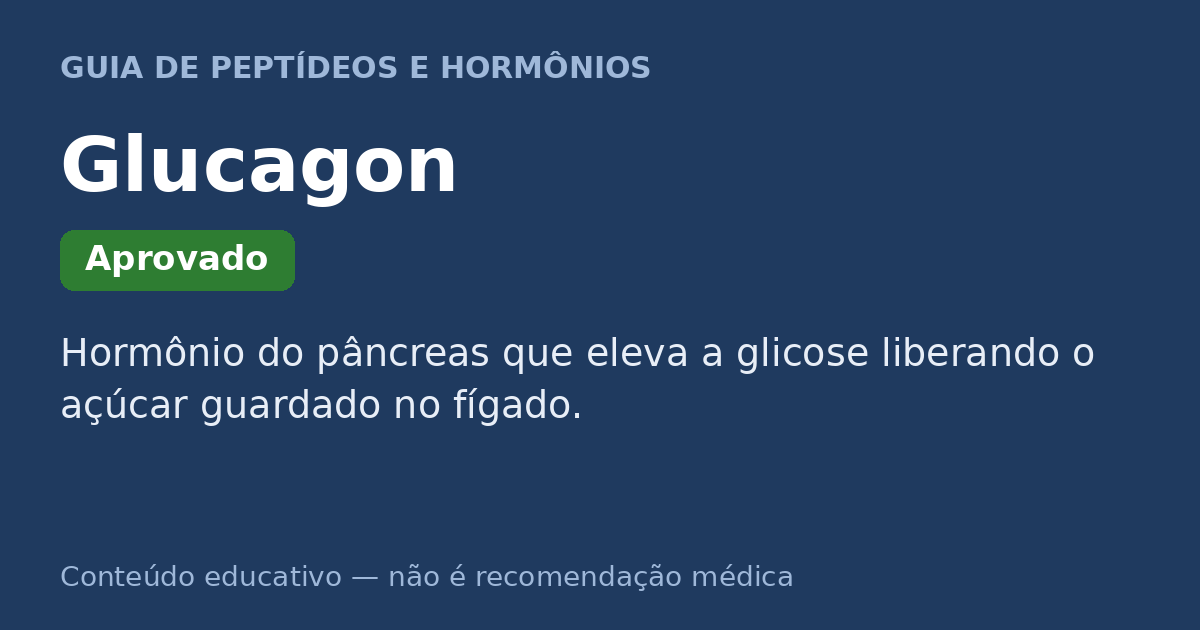 GUIA DE PEPTÍDEOS E HORMÔNIOS
Glucagon
Aprovado
Hormônio do pâncreas que eleva a glicose liberando o
açúcar guardado no fígado.
Conteúdo educativo — não é recomendação médica